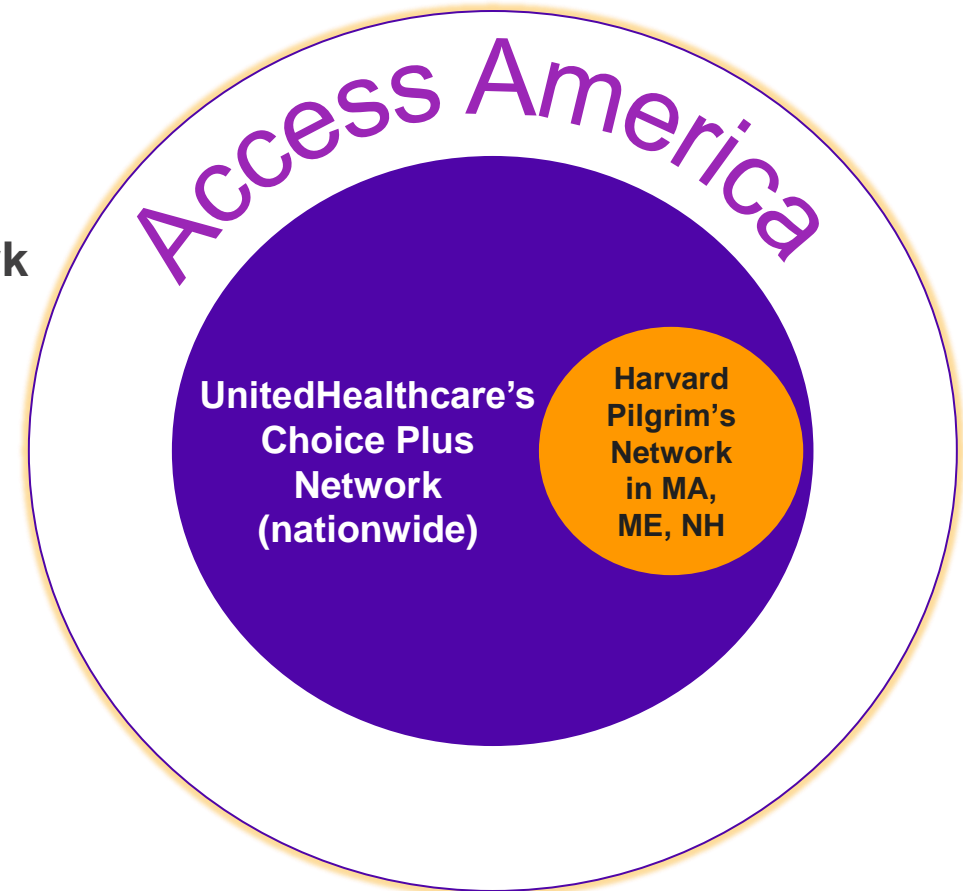 Access America
UnitedHealthcare’s
Choice Plus
Network
(nationwide)
Harvard
Pilgrim’s
Network
in MA,
ME, NH